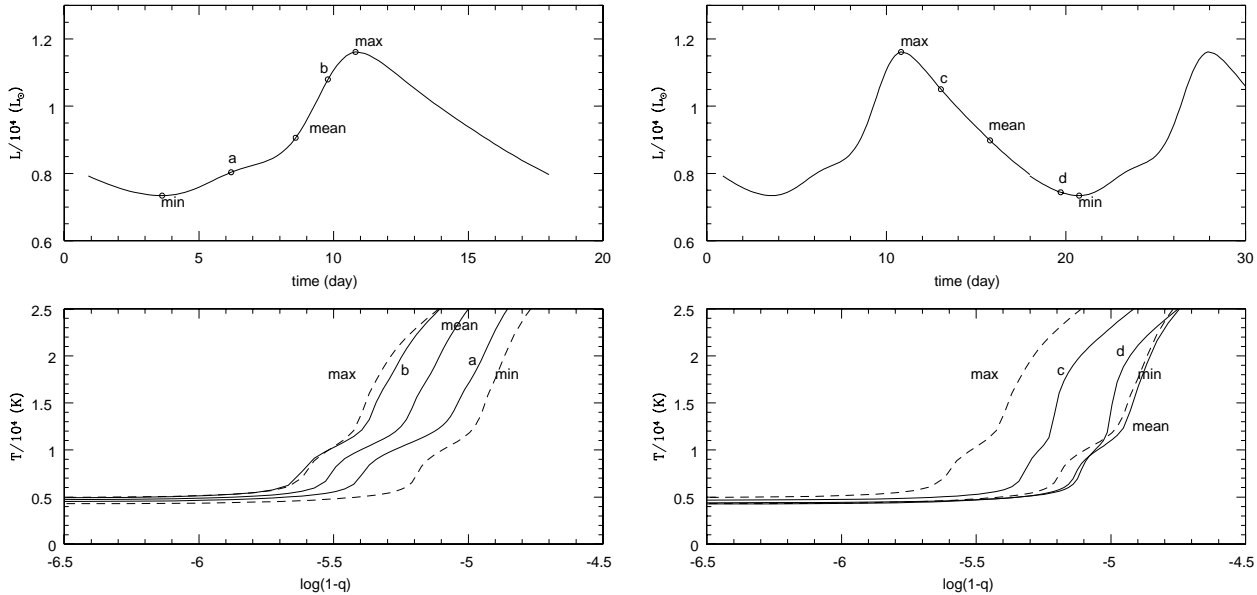 1.2
1
0.8
0.6
L/10⁴ (L☉)
max
b
mean
a
min
0
5
10
15
20
time (day)
1.2
1
0.8
0.6
L/10⁴ (L☉)
max
c
mean
d
min
0
10
20
30
time (day)
2.5
2
1.5
1
0.5
0
T/10⁴ (K)
mean
a
max
b
min
-6.5
-6
-5.5
-5
-4.5
log(1-q)
2.5
2
1.5
1
0.5
0
T/10⁴ (K)
d
max
c
min
mean
-6.5
-6
-5.5
-5
-4.5
log(1-q)